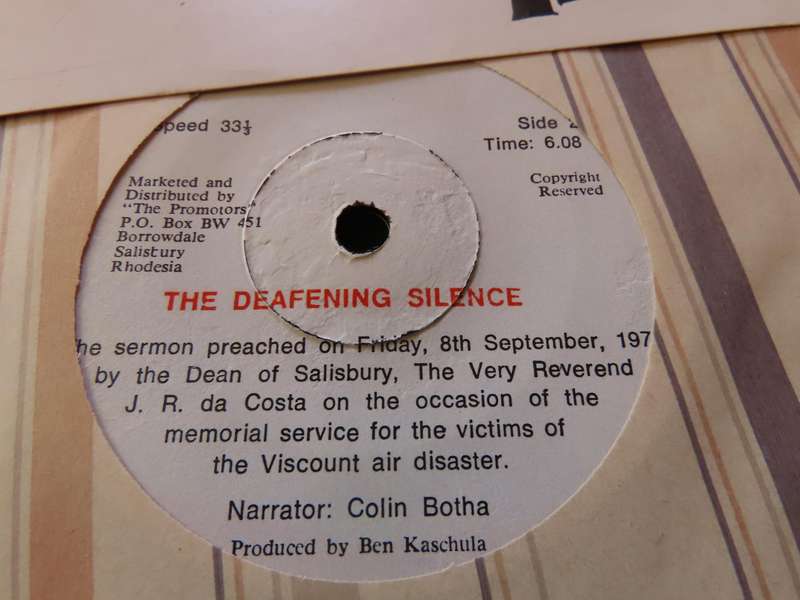 Speed 33⅓
Side 2
Time: 6.08
Marketed and
Distributed by
"The Promotors"
P.O. Box BW 451
Borrowdale
Salisbury
Rhodesia
Copyright
Reserved
THE DEAFENING SILENCE
he sermon preached on Friday, 8th September, 197
by the Dean of Salisbury, The Very Reverend
J. R. da Costa on the occasion of the
memorial service for the victims of
the Viscount air disaster.
Narrator: Colin Botha
Produced by Ben Kaschula